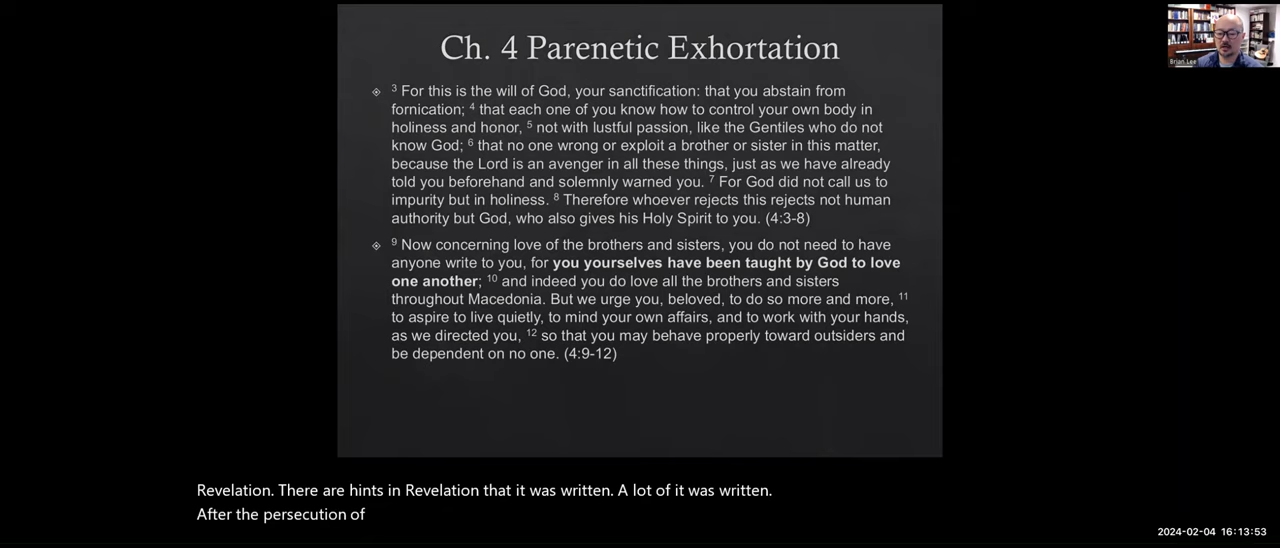 Ch. 4 Parenetic Exhortation
3 For this is the will of God, your sanctification: that you abstain from
fornication; 4 that each one of you know how to control your own body in
holiness and honor, 5 not with lustful passion, like the Gentiles who do not
know God; 6 that no one wrong or exploit a brother or sister in this matter,
because the Lord is an avenger in all these things, just as we have already
told you beforehand and solemnly warned you. 7 For God did not call us to
impurity but in holiness. 8 Therefore whoever rejects this rejects not human
authority but God, who also gives his Holy Spirit to you. (4:3-8)
9 Now concerning love of the brothers and sisters, you do not need to have
anyone write to you, for you yourselves have been taught by God to love
one another; 10 and indeed you do love all the brothers and sisters
throughout Macedonia. But we urge you, beloved, to do so more and more, 11
to aspire to live quietly, to mind your own affairs, and to work with your hands,
as we directed you, 12 so that you may behave properly toward outsiders and
be dependent on no one. (4:9-12)
Brian Lee
Revelation. There are hints in Revelation that it was written. A lot of it was written.
After the persecution of
2024-02-04 16:13:53